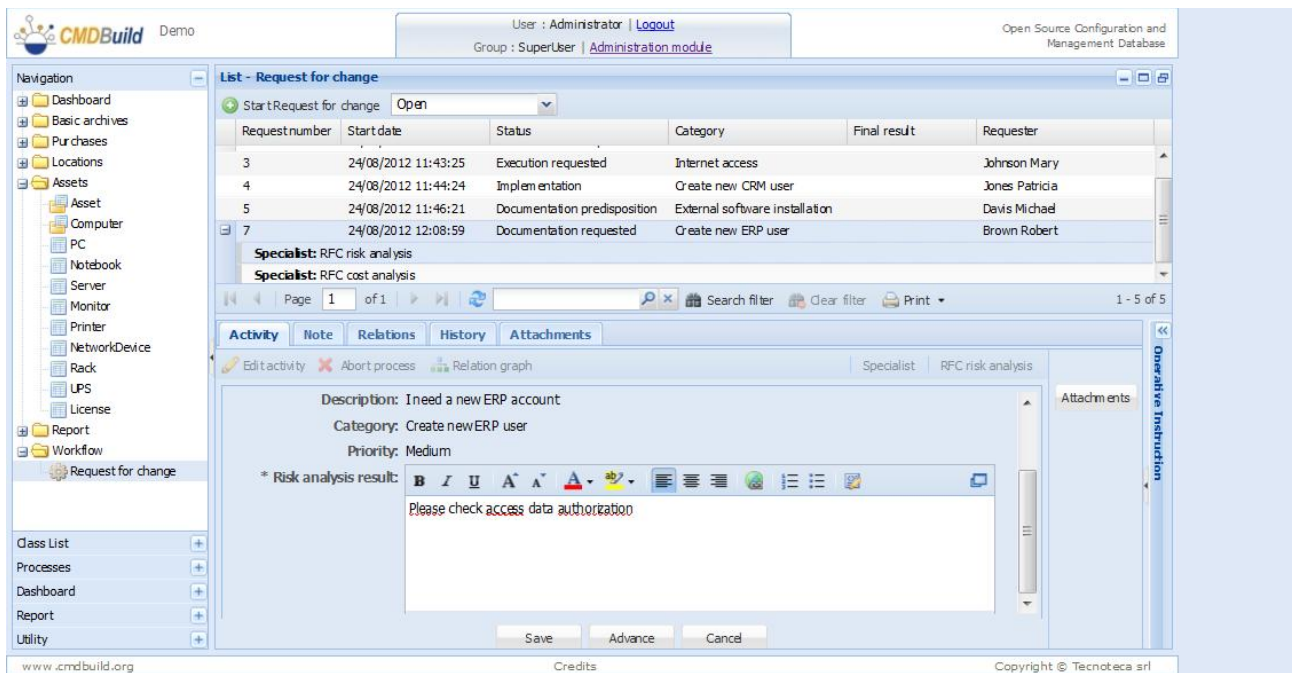 CMDBuild Demo
User : Administrator | Logout
Group : SuperUser | Administration module
Open Source Configuration and
Management Database
Navigation
Dashboard
Basic archives
Purchases
Locations
Assets
Asset
Computer
PC
Notebook
Server
Monitor
Printer
NetworkDevice
Rack
UPS
License
Report
Workflow
Request for change
Class List
Processes
Dashboard
Report
Utility
List - Request for change
Start Request for change Open
Request number Start date Status Category Final result Requester
3 24/08/2012 11:43:25 Execution requested Internet access Johnson Mary
4 24/08/2012 11:44:24 Implementation Create new CRM user Jones Patricia
5 24/08/2012 11:46:21 Documentation predisposition External software installation Davis Michael
7 24/08/2012 12:08:59 Documentation requested Create new ERP user Brown Robert
Specialist: RFC risk analysis
Specialist: RFC cost analysis
Page 1 of 1 Search filter Clear filter Print 1 - 5 of 5
Activity Note Relations History Attachments
Edit activity Abort process Relation graph Specialist RFC risk analysis
Description: I need a new ERP account
Category: Create new ERP user
Priority: Medium
* Risk analysis result:
B I U A A A ab
Please check access data authorization
Attachments
Operative Instruction
Save Advance Cancel
www.cmdbuild.org Credits Copyright © Tecnoteca srl